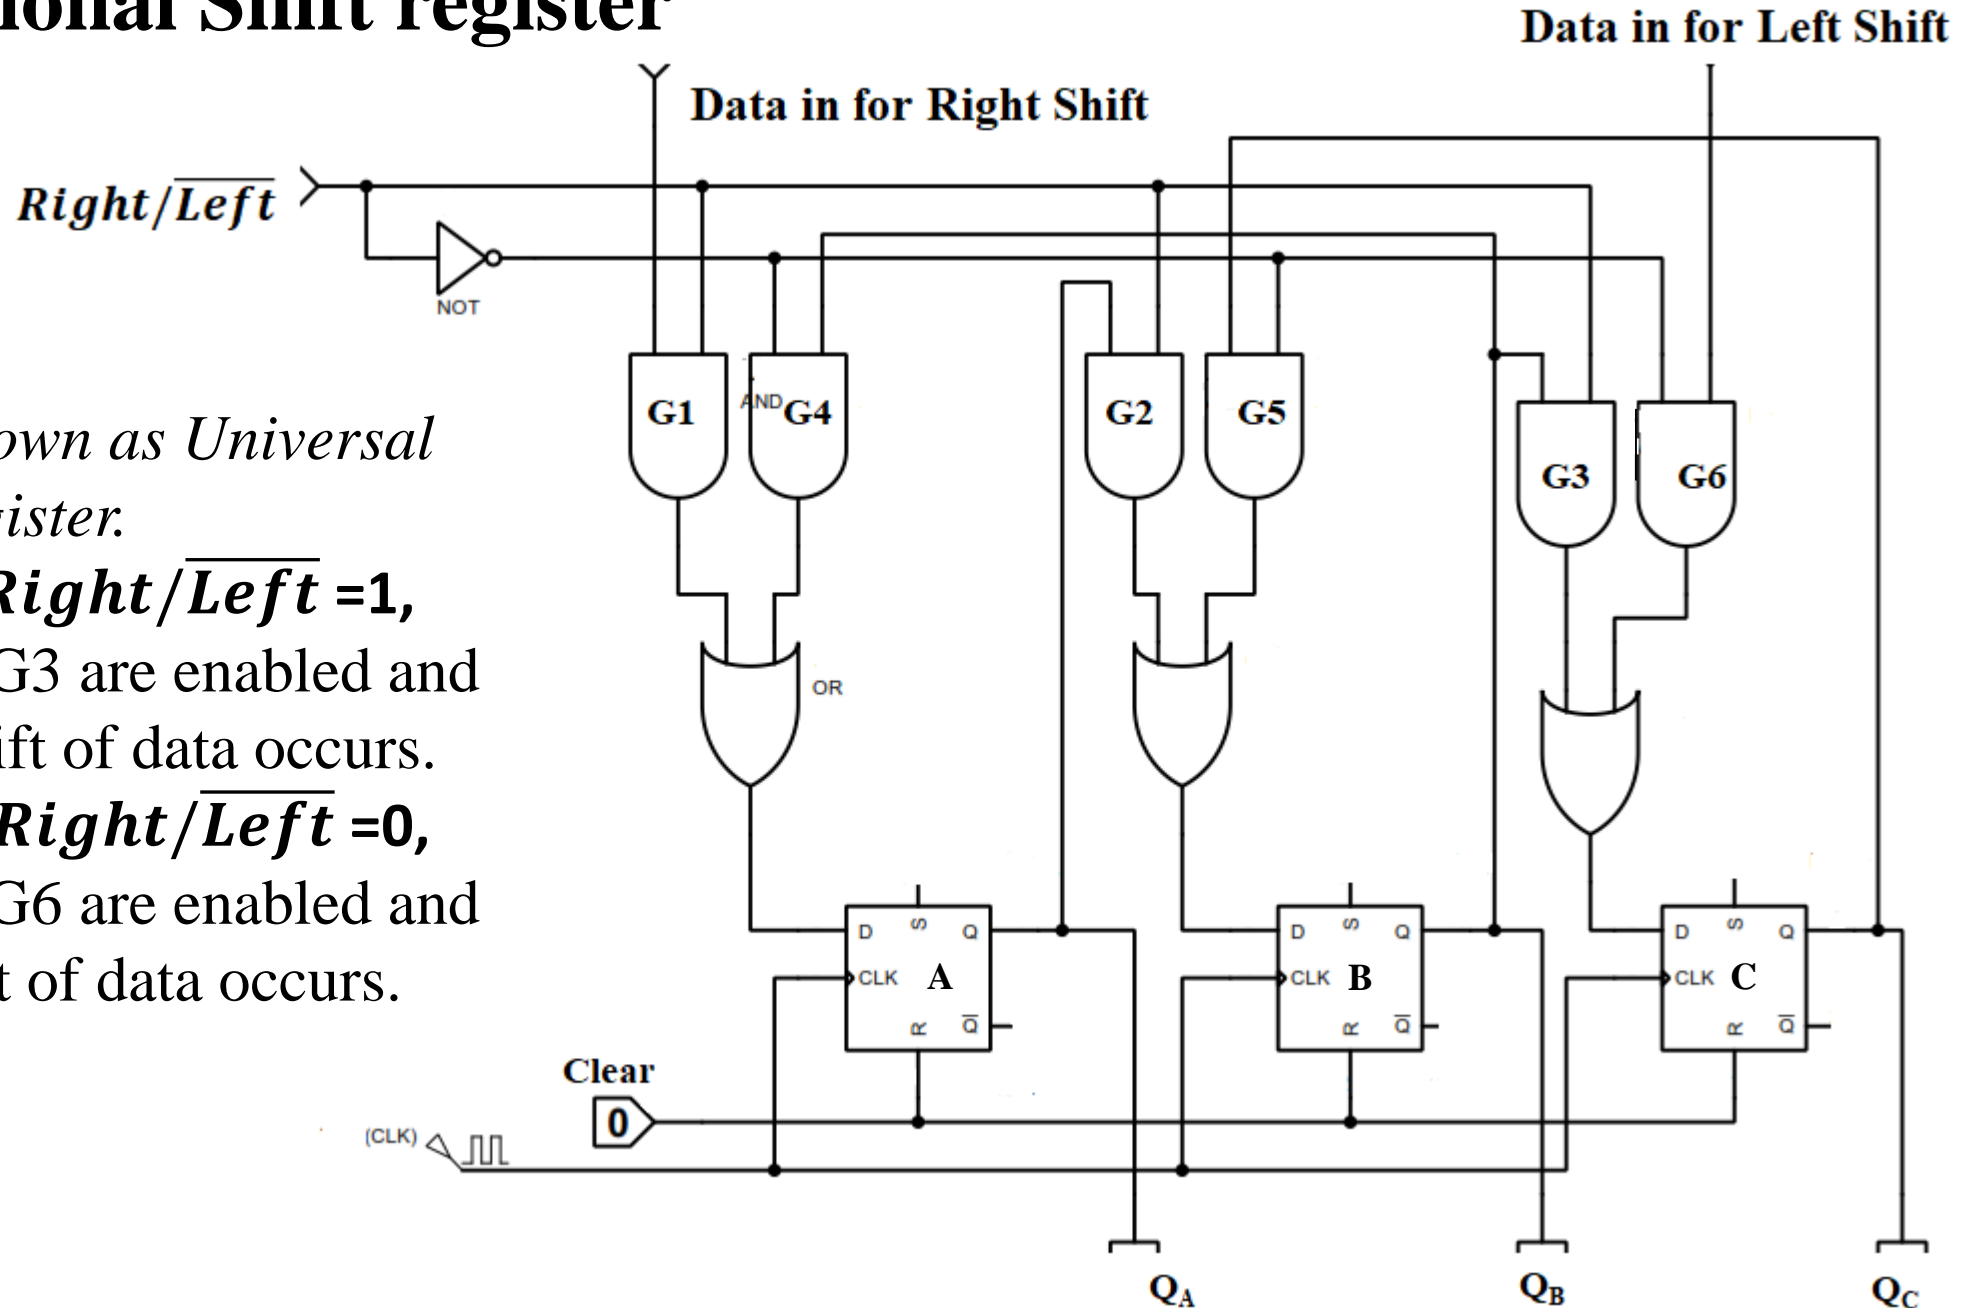 ional Shift register
Data in for Left Shift
Data in for Right Shift
Right/Left
NOT
G1 AND G4 G2 G5
G3 G6
own as Universal
gister.
Right/Left =1,
G3 are enabled and
ift of data occurs.
Right/Left =0,
G6 are enabled and
t of data occurs.
OR
D S Q D S Q D S Q
CLK A CLK B CLK C
R Q R Q R Q
Clear
0
(CLK)
QA QB QC